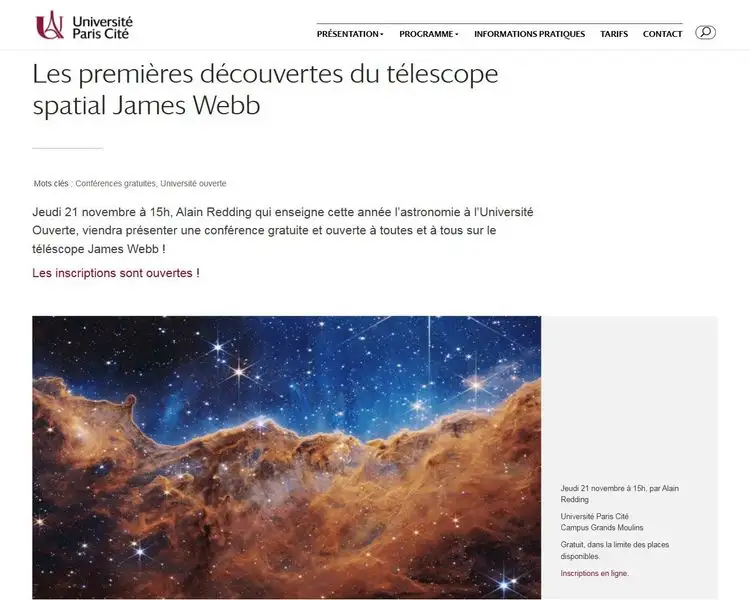 Université
Paris Cité
PRÉSENTATION
PROGRAMME
INFORMATIONS PRATIQUES
TARIFS
CONTACT
Les premières découvertes du télescope
spatial James Webb
Mots clés : Conférences gratuites, Université ouverte
Jeudi 21 novembre à 15h, Alain Redding qui enseigne cette année l'astronomie à l'Université
Ouverte, viendra présenter une conférence gratuite et ouverte à toutes et à tous sur le
téléscope James Webb !
Les inscriptions sont ouvertes !
Jeudi 21 novembre à 15h, par Alain
Redding
Université Paris Cité
Campus Grands Moulins
Gratuit, dans la limite des places
disponibles.
Inscriptions en ligne.